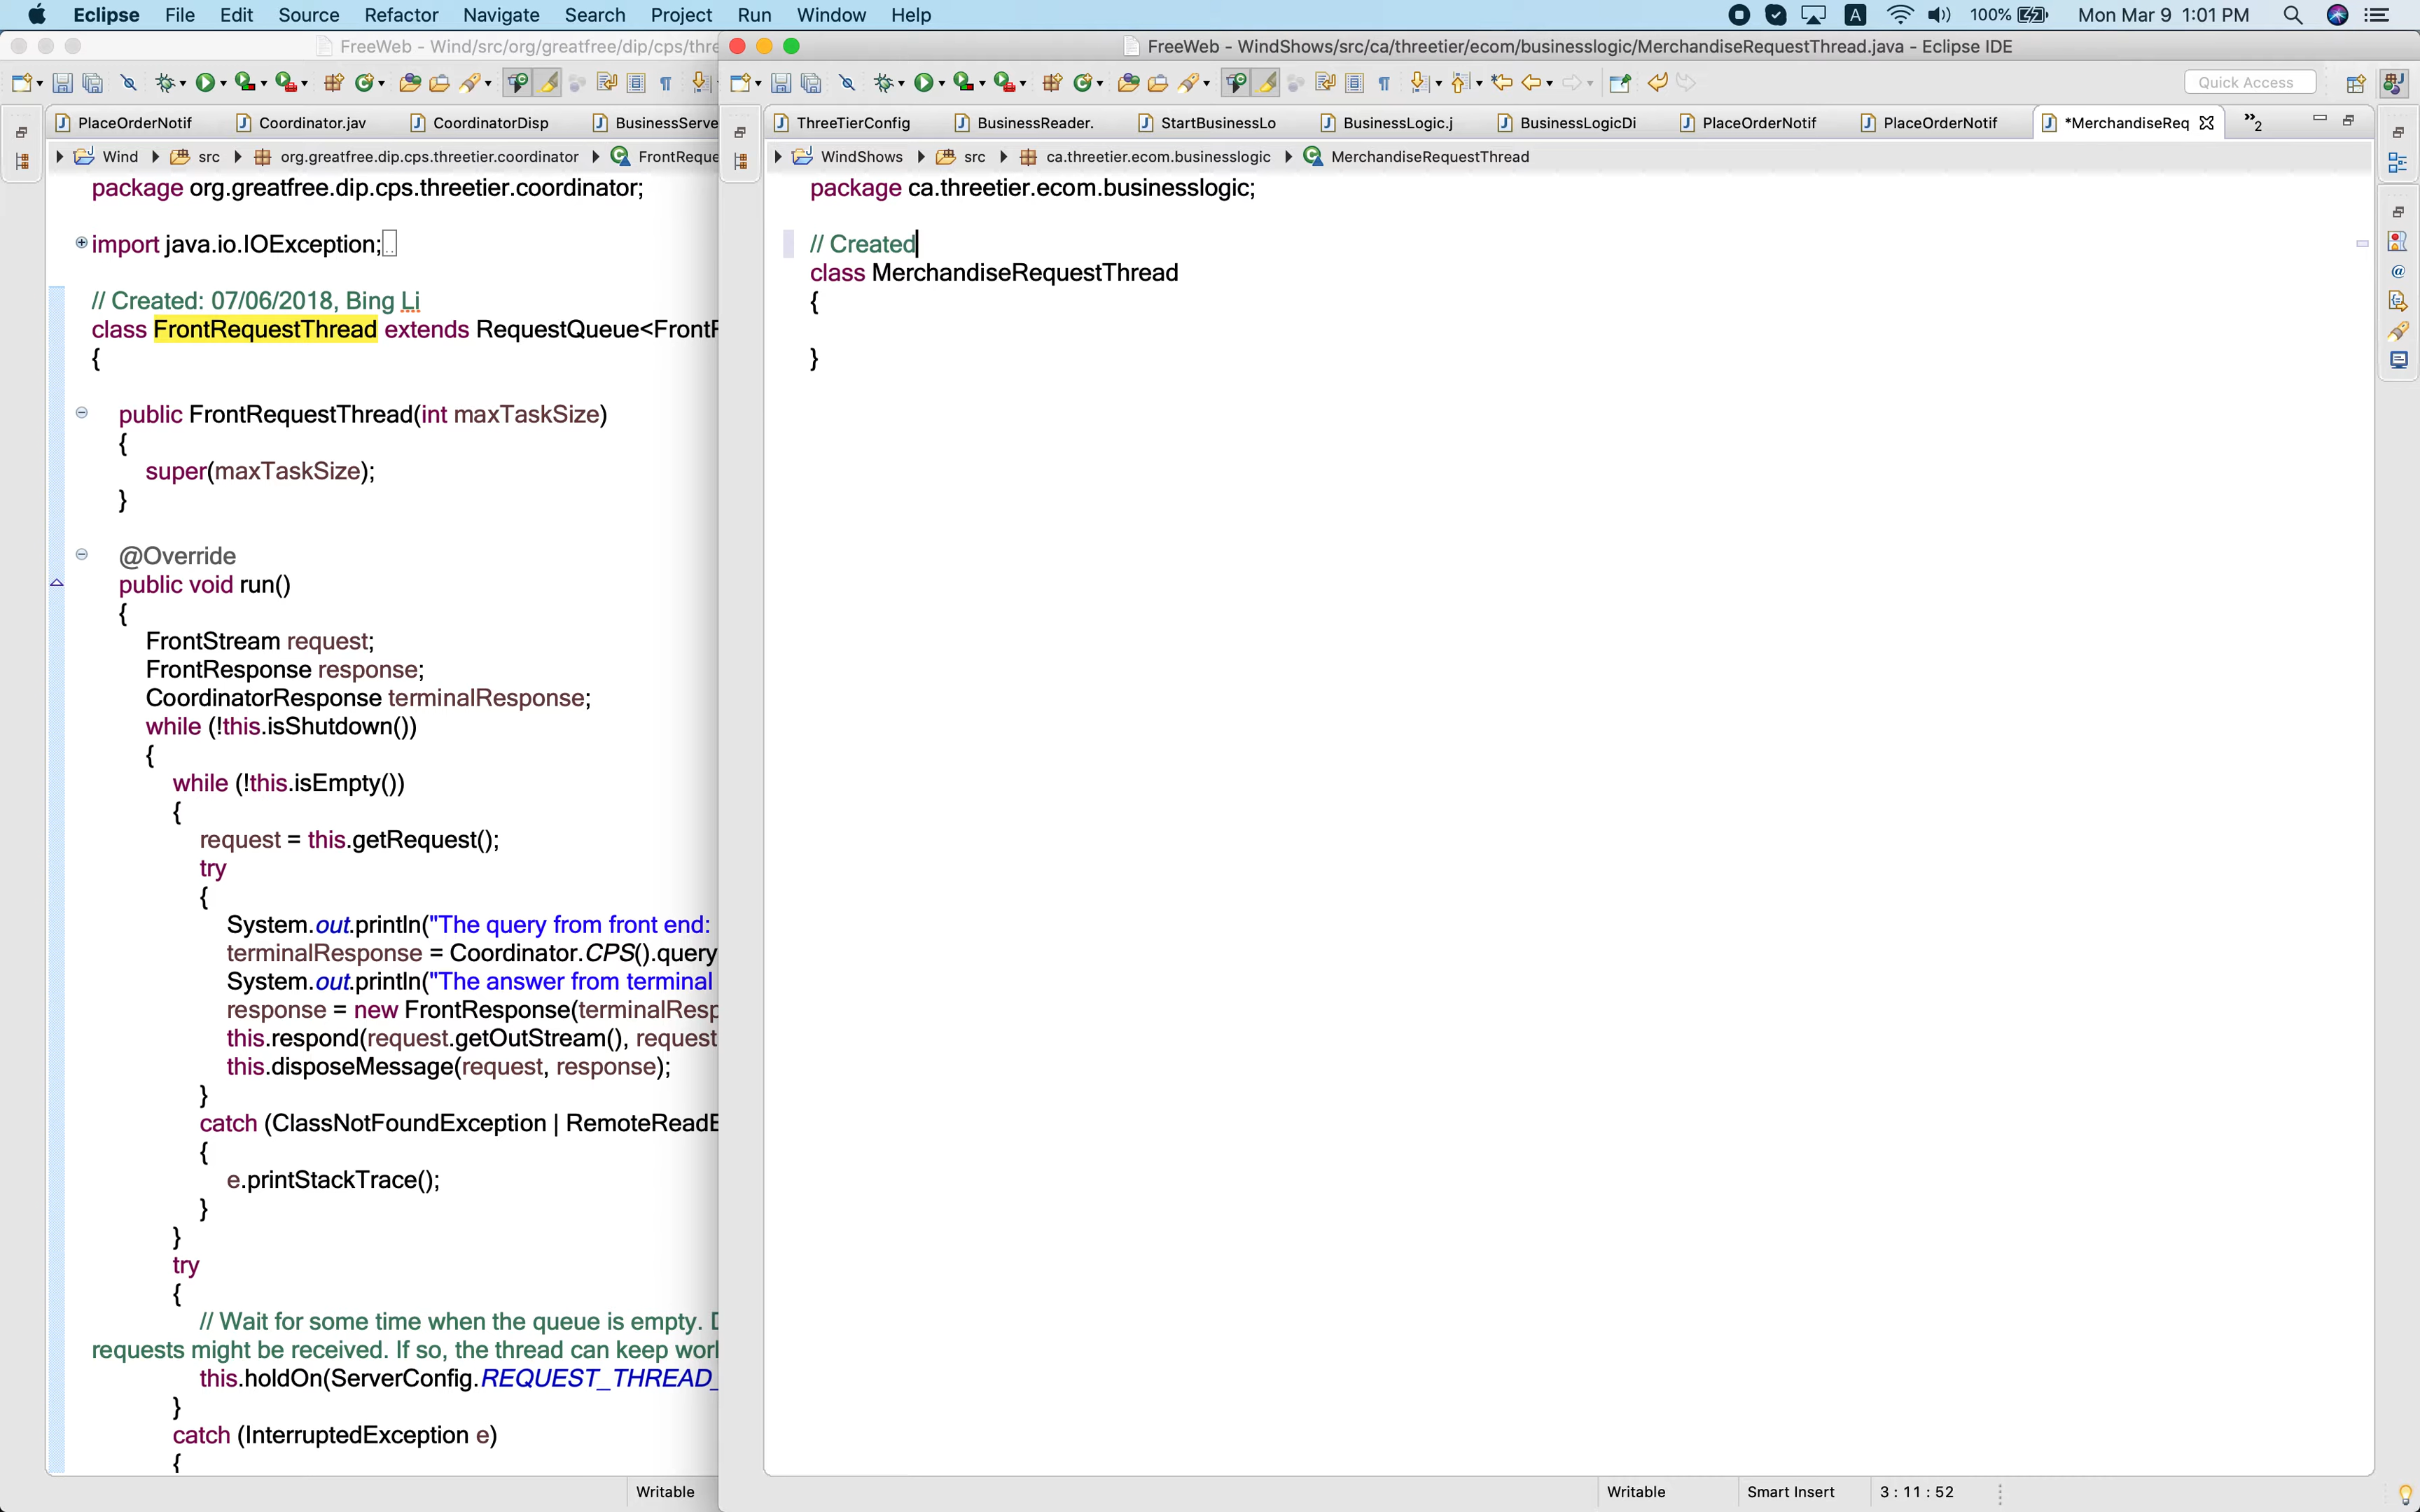 Eclipse File Edit Source Refactor Navigate Search Project Run Window Help
A 100% Mon Mar 9 1:01 PM
FreeWeb - Wind/src/org/greatfree/dip/cps/thre
PlaceOrderNotif Coordinator.jav CoordinatorDisp BusinessServe
Wind src org.greatfree.dip.cps.threetier.coordinator FrontReque
package org.greatfree.dip.cps.threetier.coordinator;
import java.io.IOException;
// Created: 07/06/2018, Bing Li
class FrontRequestThread extends RequestQueue<FrontF
{
public FrontRequestThread(int maxTaskSize)
{
super(maxTaskSize);
}
@Override
public void run()
{
FrontStream request;
FrontResponse response;
CoordinatorResponse terminalResponse;
while (!this.isShutdown())
{
while (!this.isEmpty())
{
request = this.getRequest();
try
{
System.out.println("The query from front end:
terminalResponse = Coordinator.CPS().query
System.out.println("The answer from terminal
response = new FrontResponse(terminalResp
this.respond(request.getOutStream(), request
this.disposeMessage(request, response);
}
catch (ClassNotFoundException | RemoteReadE
{
e.printStackTrace();
}
}
try
{
// Wait for some time when the queue is empty. D
requests might be received. If so, the thread can keep worl
this.holdOn(ServerConfig.REQUEST_THREAD_
}
catch (InterruptedException e)
{
Writable
FreeWeb - WindShows/src/ca/threetier/ecom/businesslogic/MerchandiseRequestThread.java - Eclipse IDE
Quick Access
ThreeTierConfig BusinessReader. StartBusinessLo BusinessLogic.j BusinessLogicDi PlaceOrderNotif PlaceOrderNotif *MerchandiseReq »2
WindShows src ca.threetier.ecom.businesslogic MerchandiseRequestThread
package ca.threetier.ecom.businesslogic;
// Created
class MerchandiseRequestThread
{
}
Writable Smart Insert 3 : 11 : 52